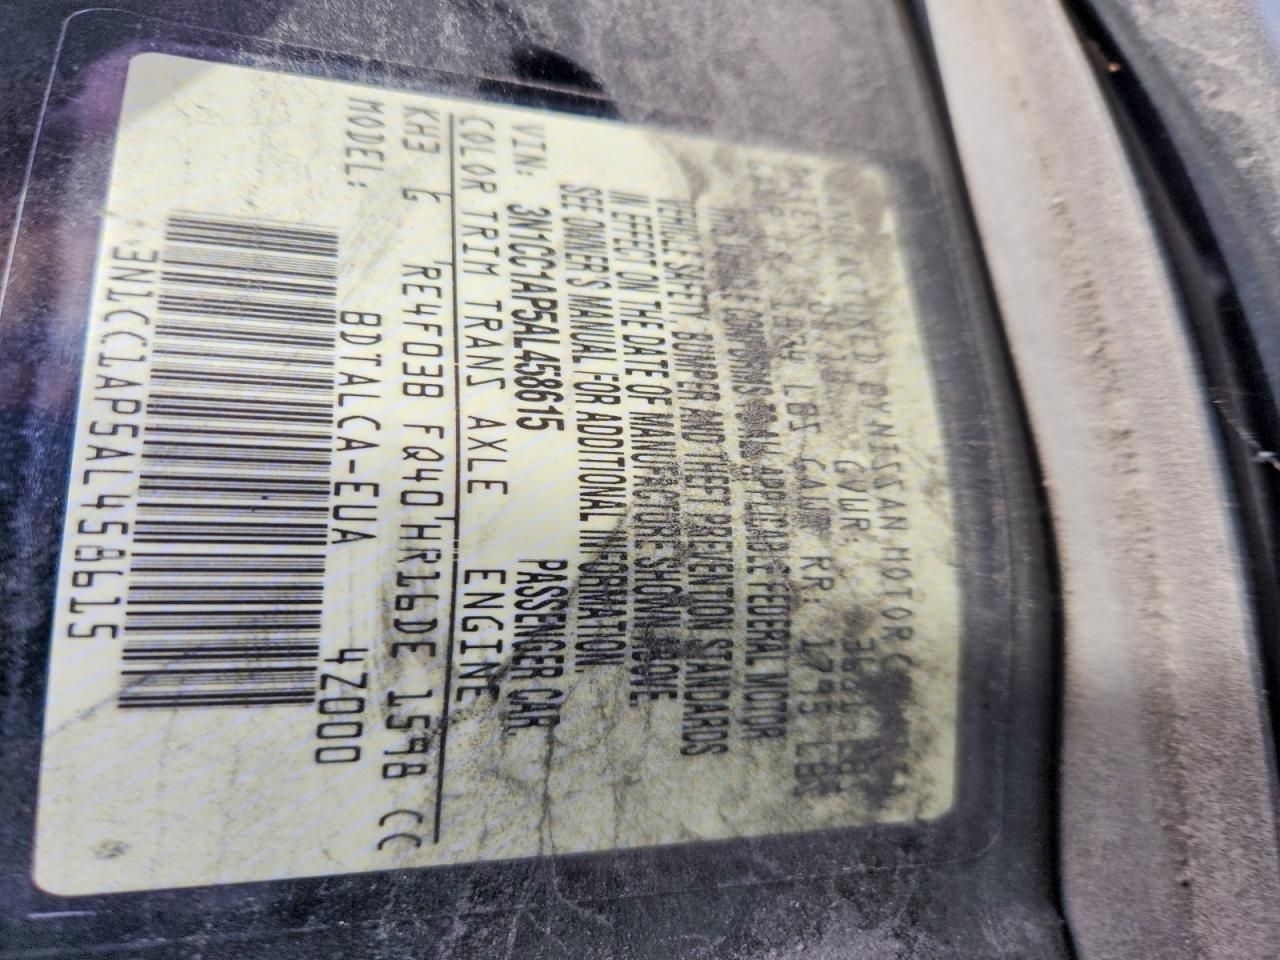 MANUFACTURED BY NISSAN MOTOR
GVWR
LBS GAWR RR 1795 LBS
CONFORMS TO ALL APPLICABLE FEDERAL MOTOR
VEHICLE SAFETY BUMPER AND THEFT PREVENTION STANDARDS
IN EFFECT ON THE DATE OF MANUFACTURE SHOWN ABOVE.
SEE OWNER'S MANUAL FOR ADDITIONAL INFORMATION.
VIN: 3N1CC1AP5AL458615 PASSENGER CAR.
COLOR TRIM TRANS AXLE ENGINE
KH3 G RE4F03B FQ40 HR16DE 1598 CC
MODEL: BDTALCA-EUA 4Z000
3N1CC1AP5AL458615